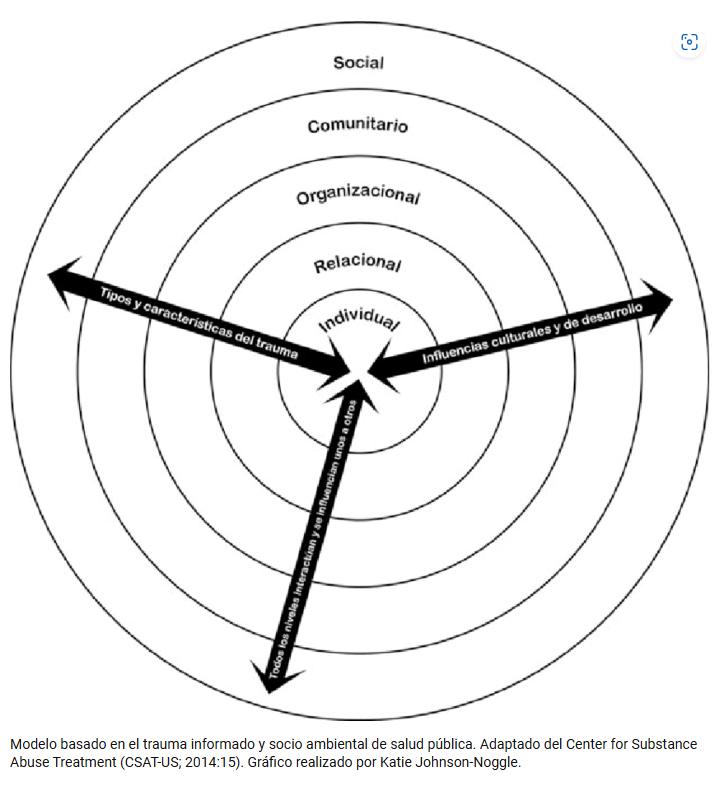 Social
Comunitario
Organizacional
Relacional
Individual
Tipos y características del trauma
Influencias culturales y de desarrollo
Todos los niveles interactúan y se influencian unos a otros
Modelo basado en el trauma informado y socio ambiental de salud pública. Adaptado del Center for Substance
Abuse Treatment (CSAT-US; 2014:15). Gráfico realizado por Katie Johnson-Noggle.